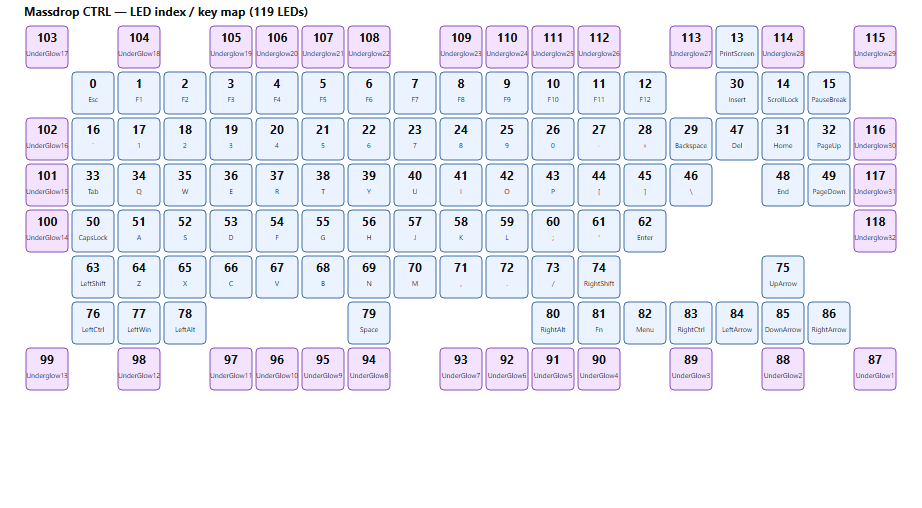 Massdrop CTRL — LED index / key map (119 LEDs)
103 104 105 106 107 108 109 110 111 112 113 13 114 115
UnderGlow17 UnderGlow18 Underglow19 Underglow20 Underglow21 Underglow22 Underglow23 Underglow24 Underglow25 Underglow26 Underglow27 PrintScreen Underglow28 Underglow29
0 1 2 3 4 5 6 7 8 9 10 11 12 30 14 15
Esc F1 F2 F3 F4 F5 F6 F7 F8 F9 F10 F11 F12 Insert ScrollLock PauseBreak
102 16 17 18 19 20 21 22 23 24 25 26 27 28 29 47 31 32 116
UnderGlow16 ` 1 2 3 4 5 6 7 8 9 0 - = Backspace Del Home PageUp Underglow30
101 33 34 35 36 37 38 39 40 41 42 43 44 45 46 48 49 117
UnderGlow15 Tab Q W E R T Y U I O P [ ] \ End PageDown Underglow31
100 50 51 52 53 54 55 56 57 58 59 60 61 62 118
UnderGlow14 CapsLock A S D F G H J K L ; ' Enter Underglow32
63 64 65 66 67 68 69 70 71 72 73 74 75
LeftShift Z X C V B N M , . / RightShift UpArrow
76 77 78 79 80 81 82 83 84 85 86
LeftCtrl LeftWin LeftAlt Space RightAlt Fn Menu RightCtrl LeftArrow DownArrow RightArrow
99 98 97 96 95 94 93 92 91 90 89 88 87
Underglow13 UnderGlow12 UnderGlow11 UnderGlow10 UnderGlow9 UnderGlow8 UnderGlow7 UnderGlow6 UnderGlow5 UnderGlow4 UnderGlow3 UnderGlow2 UnderGlow1